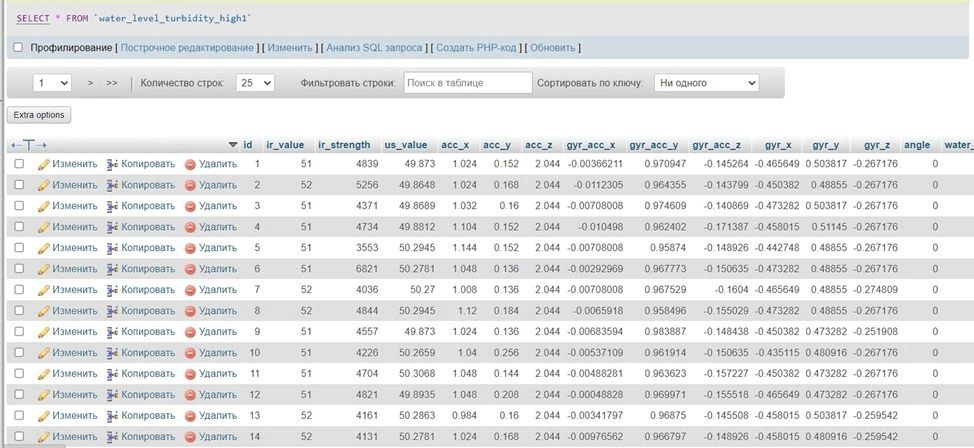 SELECT * FROM `water_level_turbidity_high1`
Профилирование [ Построчное редактирование ] [ Изменить ] [ Анализ SQL запроса ] [ Создать PHP-код ] [ Обновить ]
1 > >> Количество строк: 25 Фильтровать строки: Поиск в таблице Сортировать по ключу: Ни одного
Extra options
←T→ id ir_value ir_strength us_value acc_x acc_y acc_z gyr_acc_x gyr_acc_y gyr_acc_z gyr_x gyr_y gyr_z angle water_
Изменить Копировать Удалить 1 51 4839 49.873 1.024 0.152 2.044 -0.00366211 0.970947 -0.145264 -0.465649 0.503817 -0.267176 0
Изменить Копировать Удалить 2 52 5256 49.8648 1.024 0.168 2.044 -0.0112305 0.964355 -0.143799 -0.450382 0.48855 -0.267176 0
Изменить Копировать Удалить 3 51 4371 49.8689 1.032 0.16 2.044 -0.00708008 0.974609 -0.140869 -0.473282 0.503817 -0.267176 0
Изменить Копировать Удалить 4 51 4734 49.8812 1.104 0.152 2.044 -0.010498 0.962402 -0.171387 -0.458015 0.51145 -0.267176 0
Изменить Копировать Удалить 5 51 3553 50.2945 1.144 0.152 2.044 -0.00708008 0.95874 -0.148926 -0.442748 0.48855 -0.267176 0
Изменить Копировать Удалить 6 51 6821 50.2781 1.048 0.136 2.044 -0.00292969 0.967773 -0.150635 -0.473282 0.48855 -0.267176 0
Изменить Копировать Удалить 7 52 4036 50.27 1.008 0.136 2.044 -0.00708008 0.967529 -0.1604 -0.465649 0.48855 -0.274809 0
Изменить Копировать Удалить 8 52 4844 50.2945 1.12 0.184 2.044 -0.0065918 0.958496 -0.155029 -0.473282 0.48855 -0.267176 0
Изменить Копировать Удалить 9 51 4557 49.873 1.024 0.136 2.044 -0.00683594 0.983887 -0.148438 -0.450382 0.473282 -0.251908 0
Изменить Копировать Удалить 10 51 4226 50.2659 1.04 0.256 2.044 -0.00537109 0.961914 -0.150635 -0.435115 0.480916 -0.267176 0
Изменить Копировать Удалить 11 51 4704 50.3068 1.048 0.144 2.044 -0.00488281 0.963623 -0.157227 -0.450382 0.473282 -0.267176 0
Изменить Копировать Удалить 12 51 4821 49.8935 1.048 0.208 2.044 -0.00048828 0.969971 -0.155518 -0.465649 0.473282 -0.267176 0
Изменить Копировать Удалить 13 52 4161 50.2863 0.984 0.16 2.044 -0.00341797 0.96875 -0.145508 -0.458015 0.503817 -0.259542 0
Изменить Копировать Удалить 14 52 4131 50.2781 1.024 0.168 2.044 -0.00976562 0.966797 -0.148926 -0.458015 0.480916 -0.259542 0